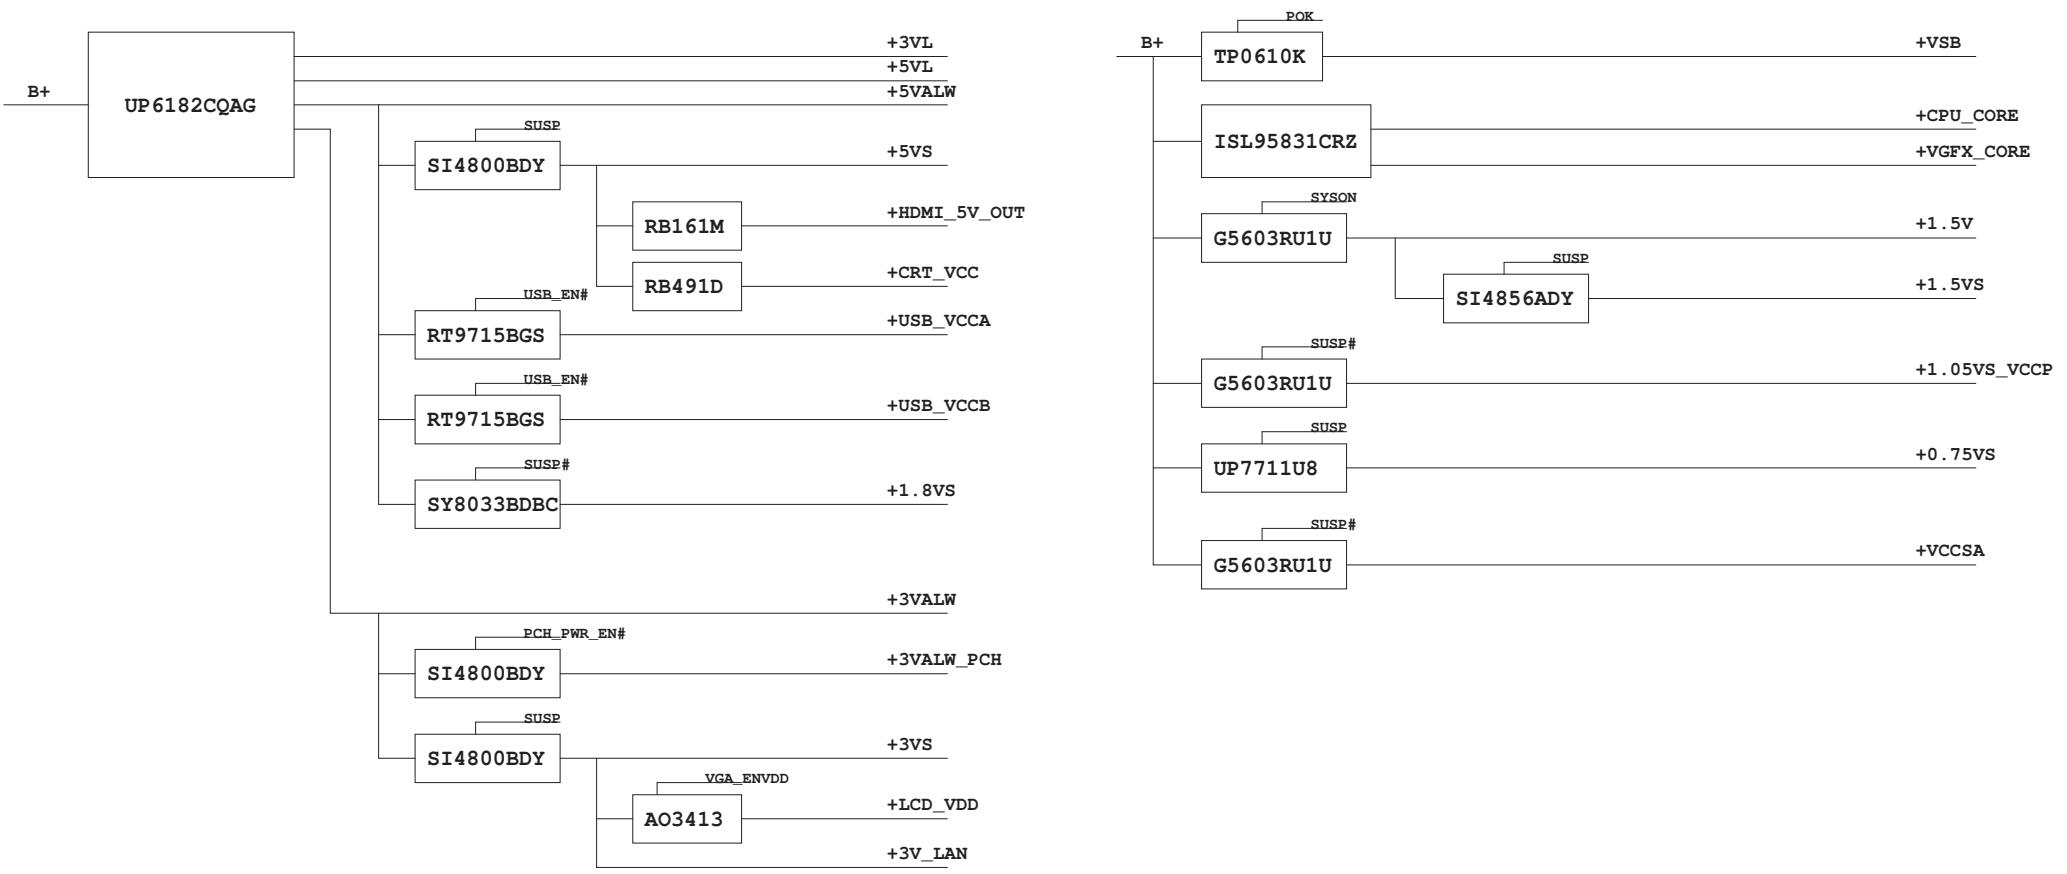 +3VL
+5VL
B+
UP6182CQAG
+5VALW
SUSP
SI4800BDY
+5VS
RB161M
+HDMI_5V_OUT
RB491D
+CRT_VCC
USB_EN#
RT9715BGS
+USB_VCCA
USB_EN#
RT9715BGS
+USB_VCCB
SUSP#
SY8033BDBC
+1.8VS
+3VALW
PCH_PWR_EN#
SI4800BDY
+3VALW_PCH
SUSP
SI4800BDY
+3VS
VGA_ENVDD
AO3413
+LCD_VDD
+3V_LAN
POK
B+
TP0610K
+VSB
ISL95831CRZ
+CPU_CORE
+VGFX_CORE
SYSON
G5603RU1U
+1.5V
SUSP
SI4856ADY
+1.5VS
SUSP#
G5603RU1U
+1.05VS_VCCP
SUSP
UP7711U8
+0.75VS
SUSP#
G5603RU1U
+VCCSA